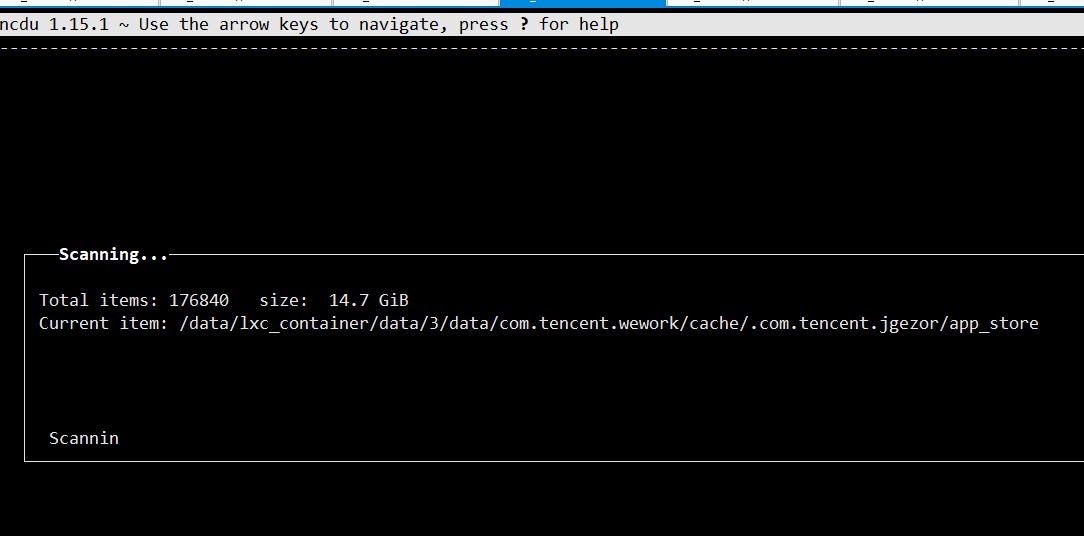 ncdu 1.15.1 ~ Use the arrow keys to navigate, press ? for help
Scanning...
Total items: 176840   size:  14.7 GiB
Current item: /data/lxc_container/data/3/data/com.tencent.wework/cache/.com.tencent.jgezor/app_store
Scannin